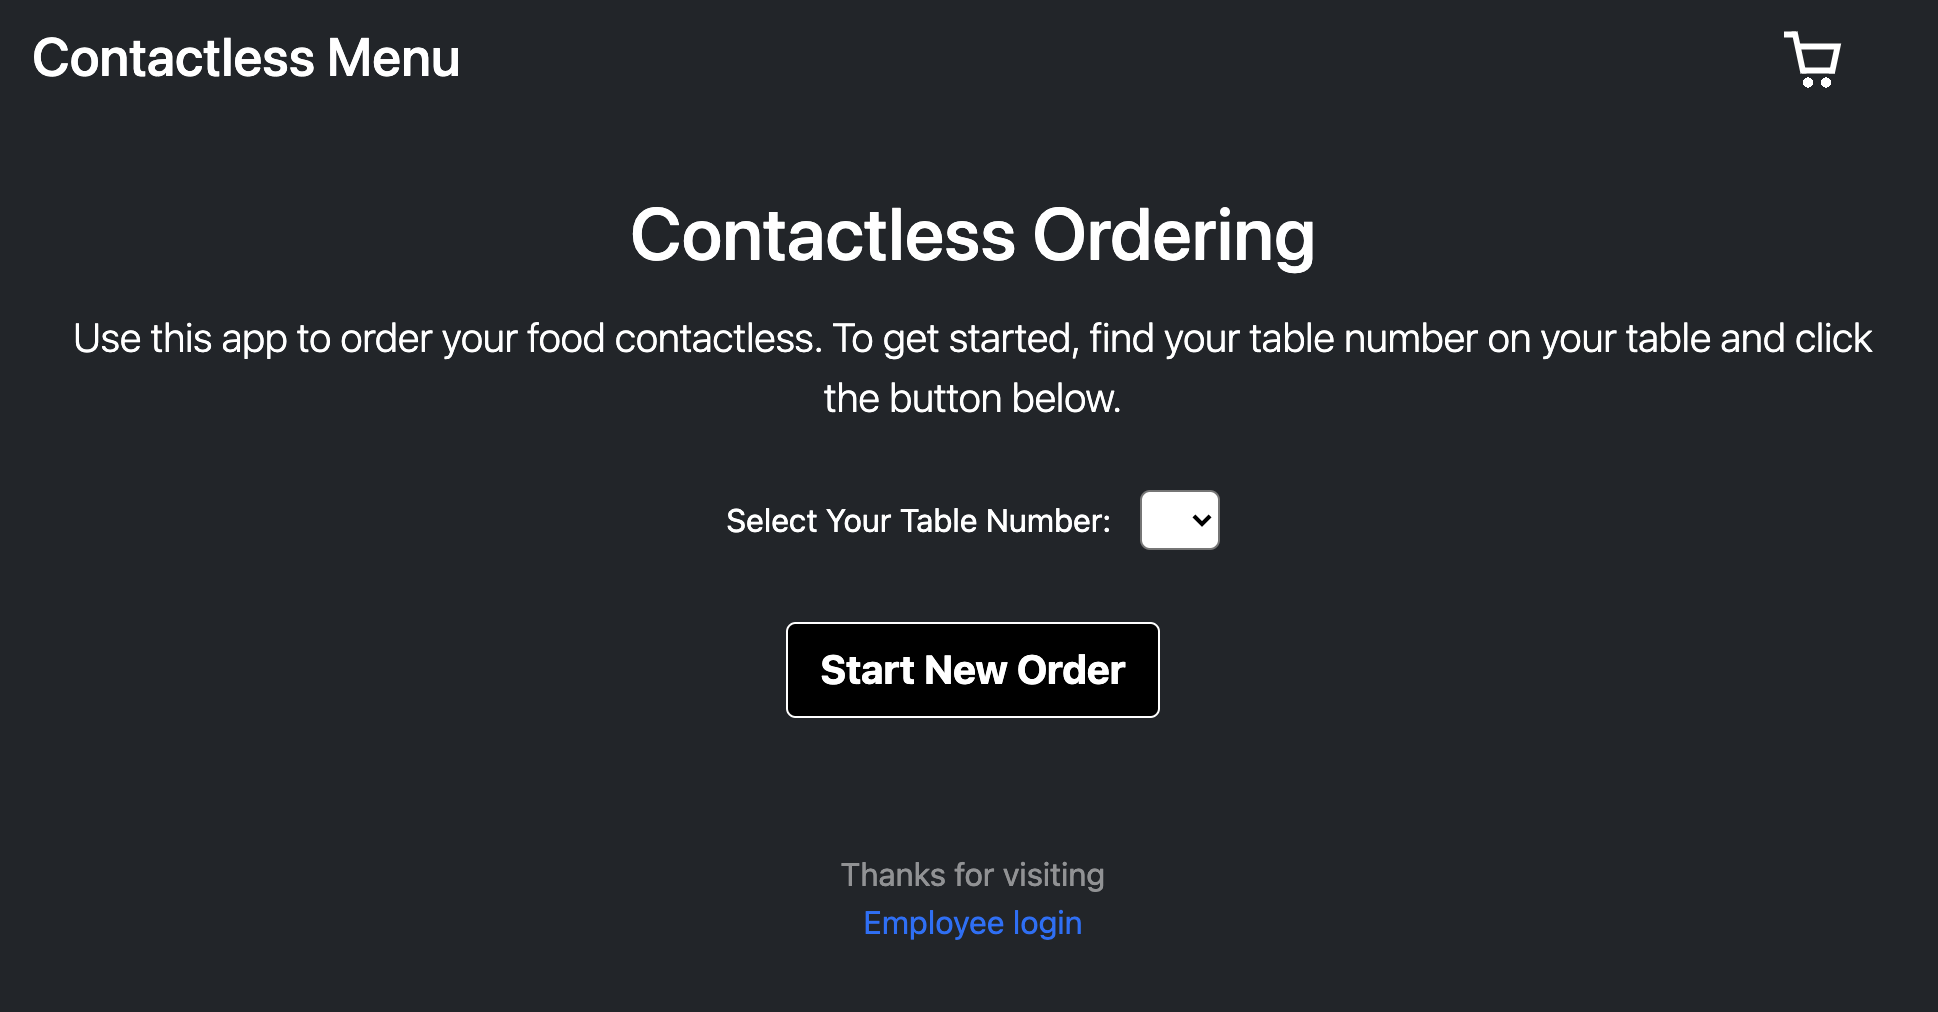 Contactless Menu
Contactless Ordering
Use this app to order your food contactless. To get started, find your table number on your table and click
the button below.
Select Your Table Number:
Start New Order
Thanks for visiting
Employee login